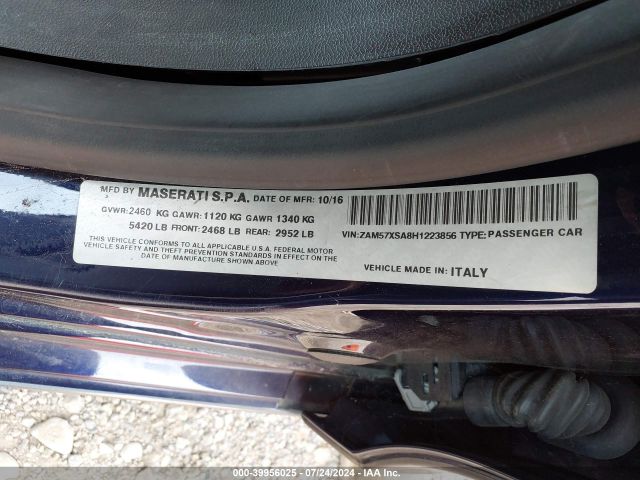 MFD BY MASERATI S.P.A. DATE OF MFR: 10/16
GVWR: 2460 KG GAWR: 1120 KG GAWR 1340 KG
5420 LB FRONT: 2468 LB REAR: 2952 LB
THIS VEHICLE CONFORMS TO ALL APPLICABLE U.S. FEDERAL MOTOR
VEHICLE SAFETY AND THEFT PREVENTION STANDARDS IN EFFECT ON THE
DATE OF MANUFACTURE SHOWN ABOVE
VIN: ZAM57XSA8H1223856 TYPE: PASSENGER CAR
VEHICLE MADE IN: ITALY
000-39956025 - 07/24/2024 - IAA Inc.